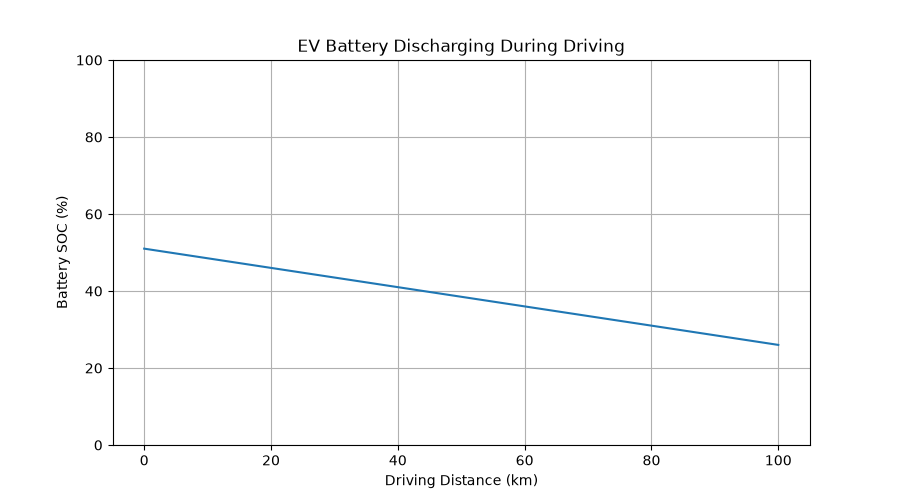 EV Battery Discharging During Driving
100
80
60
40
20
0
Battery SOC (%)
0 20 40 60 80 100
Driving Distance (km)